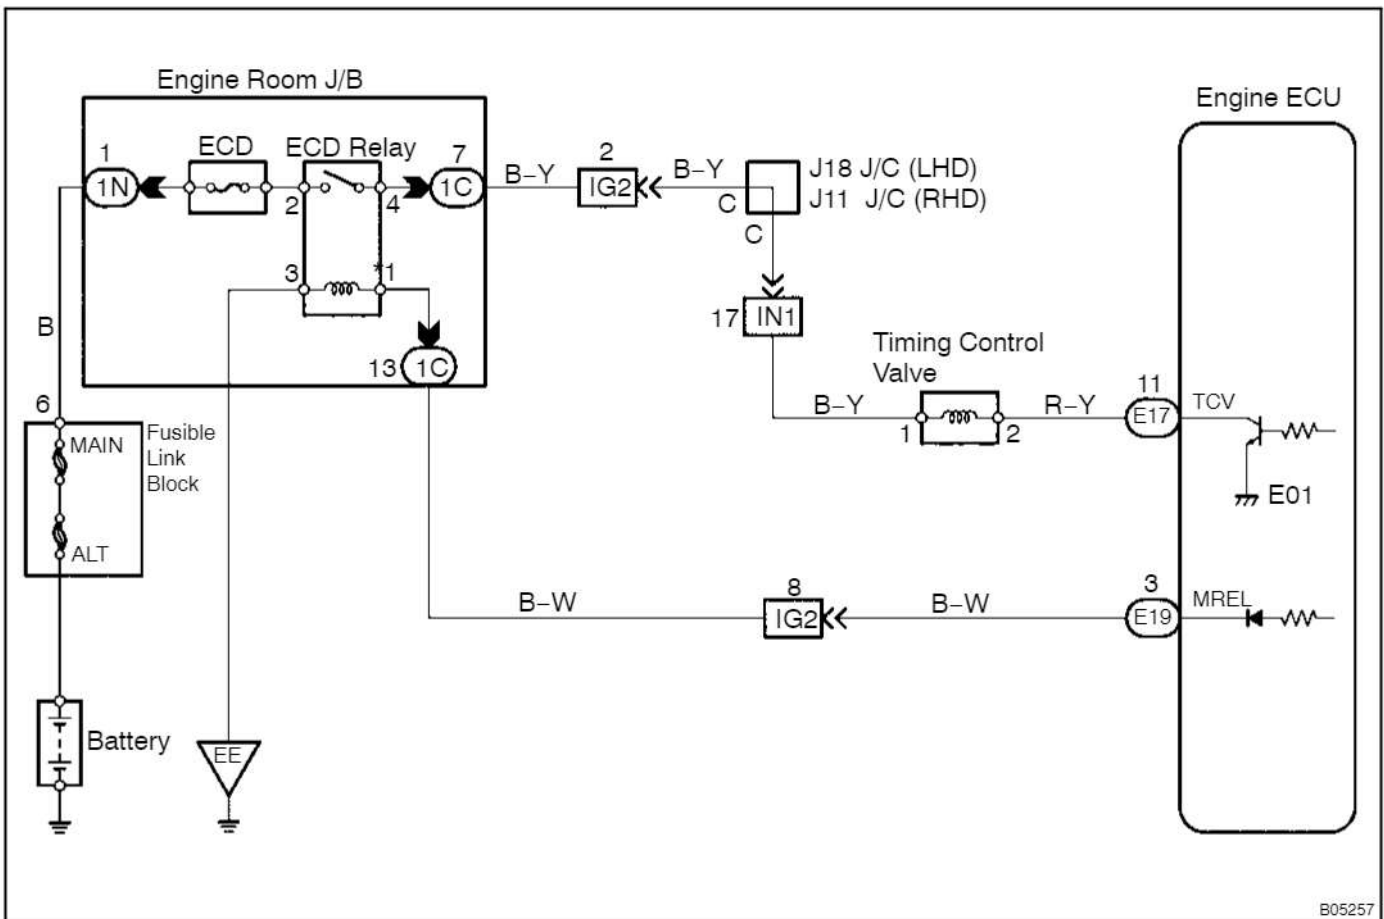 Engine Room J/B
Engine ECU
1
ECD
ECD Relay
7
2
1N
2
4
1C
B–Y
IG2
B–Y
C
J18 J/C (LHD)
J11 J/C (RHD)
C
3
*1
17
IN1
B
13
1C
Timing Control
Valve
6
MAIN
Fusible
Link
Block
ALT
B–Y
1
2
R–Y
11
E17
TCV
E01
B–W
8
IG2
B–W
3
E19
MREL
Battery
EE
B05257